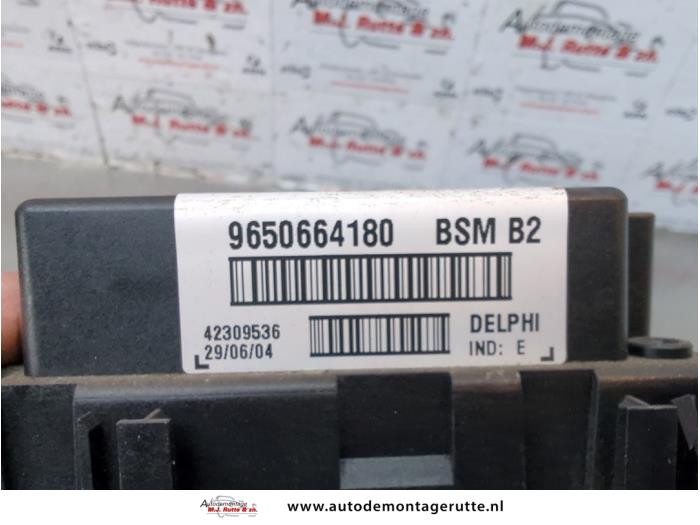 9650664180 BSM B2
42309536
29/06/04
DELPHI
IND: E
Autodemontage
M.J. Rutte & zn.
www.autodemontagerutte.nl